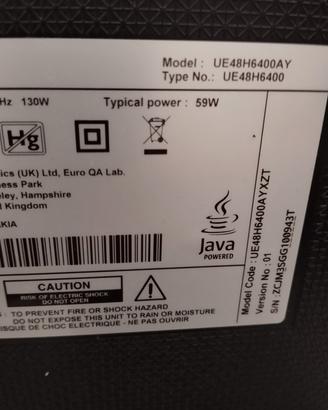 Model : UE48H6400AY
Type No.: UE48H6400
Hz 130W Typical power : 59W
Hg
ics (UK) Ltd, Euro QA Lab.
ness Park
ley, Hampshire
Kingdom
KIA
Java
POWERED
Model Code : UE48H6400AYXZT
Version No : 01
S/N : ZCJM3SGG100943T
CAUTION
RISK OF ELECTRIC SHOCK
DO NOT OPEN
: TO PREVENT FIRE OR SHOCK HAZARD
DO NOT EXPOSE THIS UNIT TO RAIN OR MOISTURE
RISQUE DE CHOC ELECTRIQUE - NE PAS OUVRIR